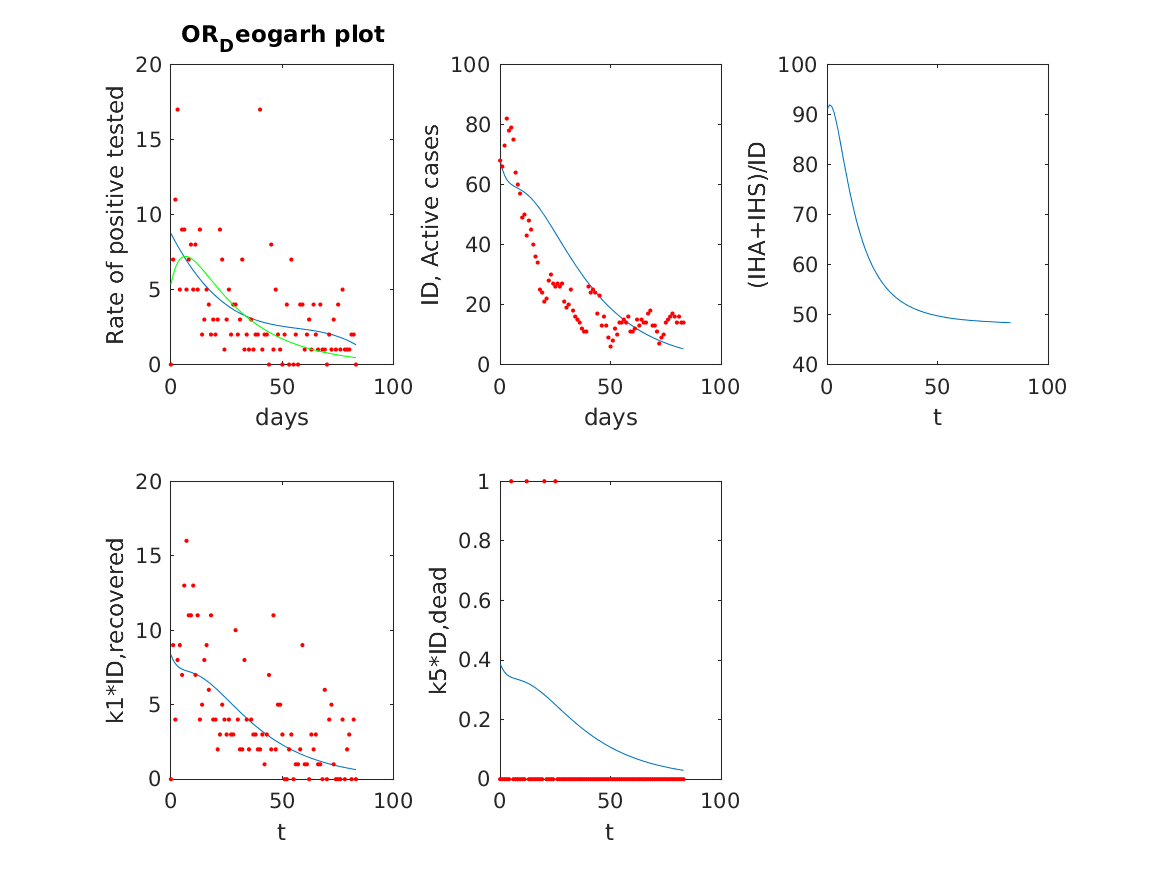 OR_Deogarh plot
20
15
10
5
0
0 50 100
Rate of positive tested
days
100
80
60
40
20
0
0 50 100
ID, Active cases
days
100
90
80
70
60
50
40
0 50 100
(IHA+IHS)/ID
t
20
15
10
5
0
0 50 100
k1*ID,recovered
t
1
0.8
0.6
0.4
0.2
0
0 50 100
k5*ID,dead
t